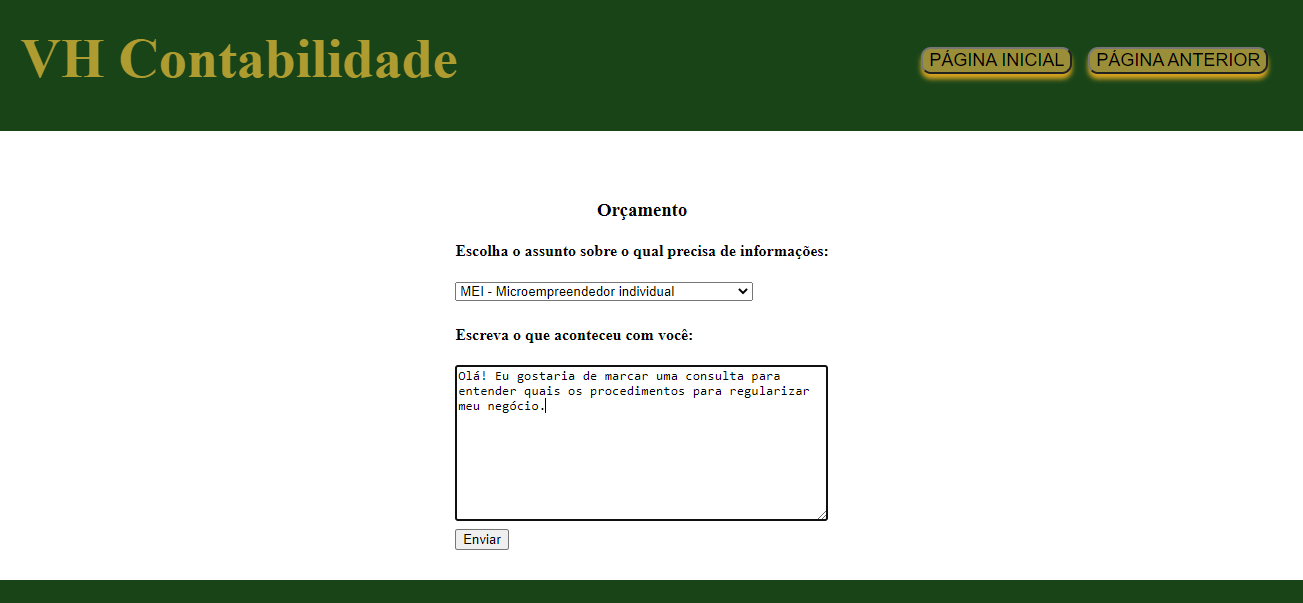 VH Contabilidade
PÁGINA INICIAL
PÁGINA ANTERIOR
Orçamento
Escolha o assunto sobre o qual precisa de informações:
MEI - Microempreendedor individual
Escreva o que aconteceu com você:
Olá! Eu gostaria de marcar uma consulta para
entender quais os procedimentos para regularizar
meu negócio.
Enviar